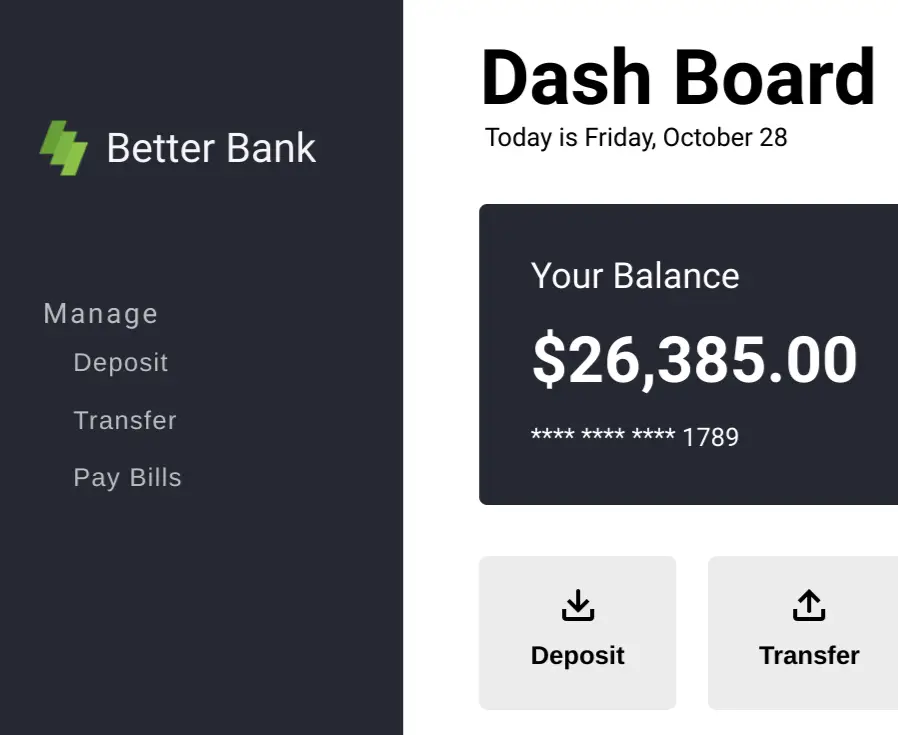 Better Bank
Manage
Deposit
Transfer
Pay Bills
Dash Board
Today is Friday, October 28
Your Balance
$26,385.00
**** **** **** 1789
Deposit
Transfer